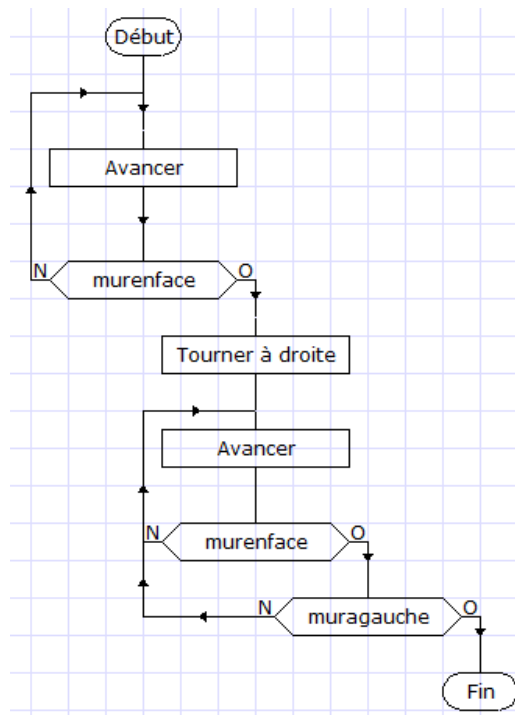 Début
Avancer
N murenface O
Tourner à droite
Avancer
N murenface O
N muragauche O
Fin